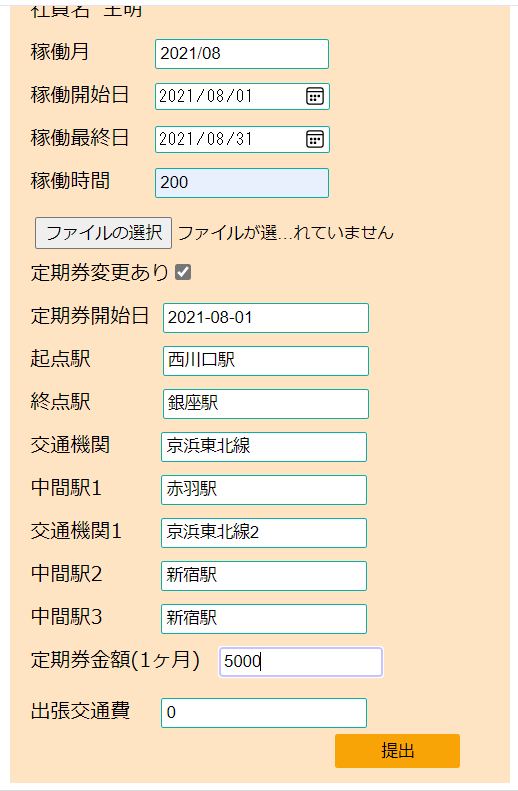 社員名 王明
稼働月 2021/08
稼働開始日 2021/08/01
稼働最終日 2021/08/31
稼働時間 200
ファイルの選択 ファイルが選...れていません
定期券変更あり
定期券開始日 2021-08-01
起点駅 西川口駅
終点駅 銀座駅
交通機関 京浜東北線
中間駅1 赤羽駅
交通機関1 京浜東北線2
中間駅2 新宿駅
中間駅3 新宿駅
定期券金額(1ヶ月) 5000
出張交通費 0
提出